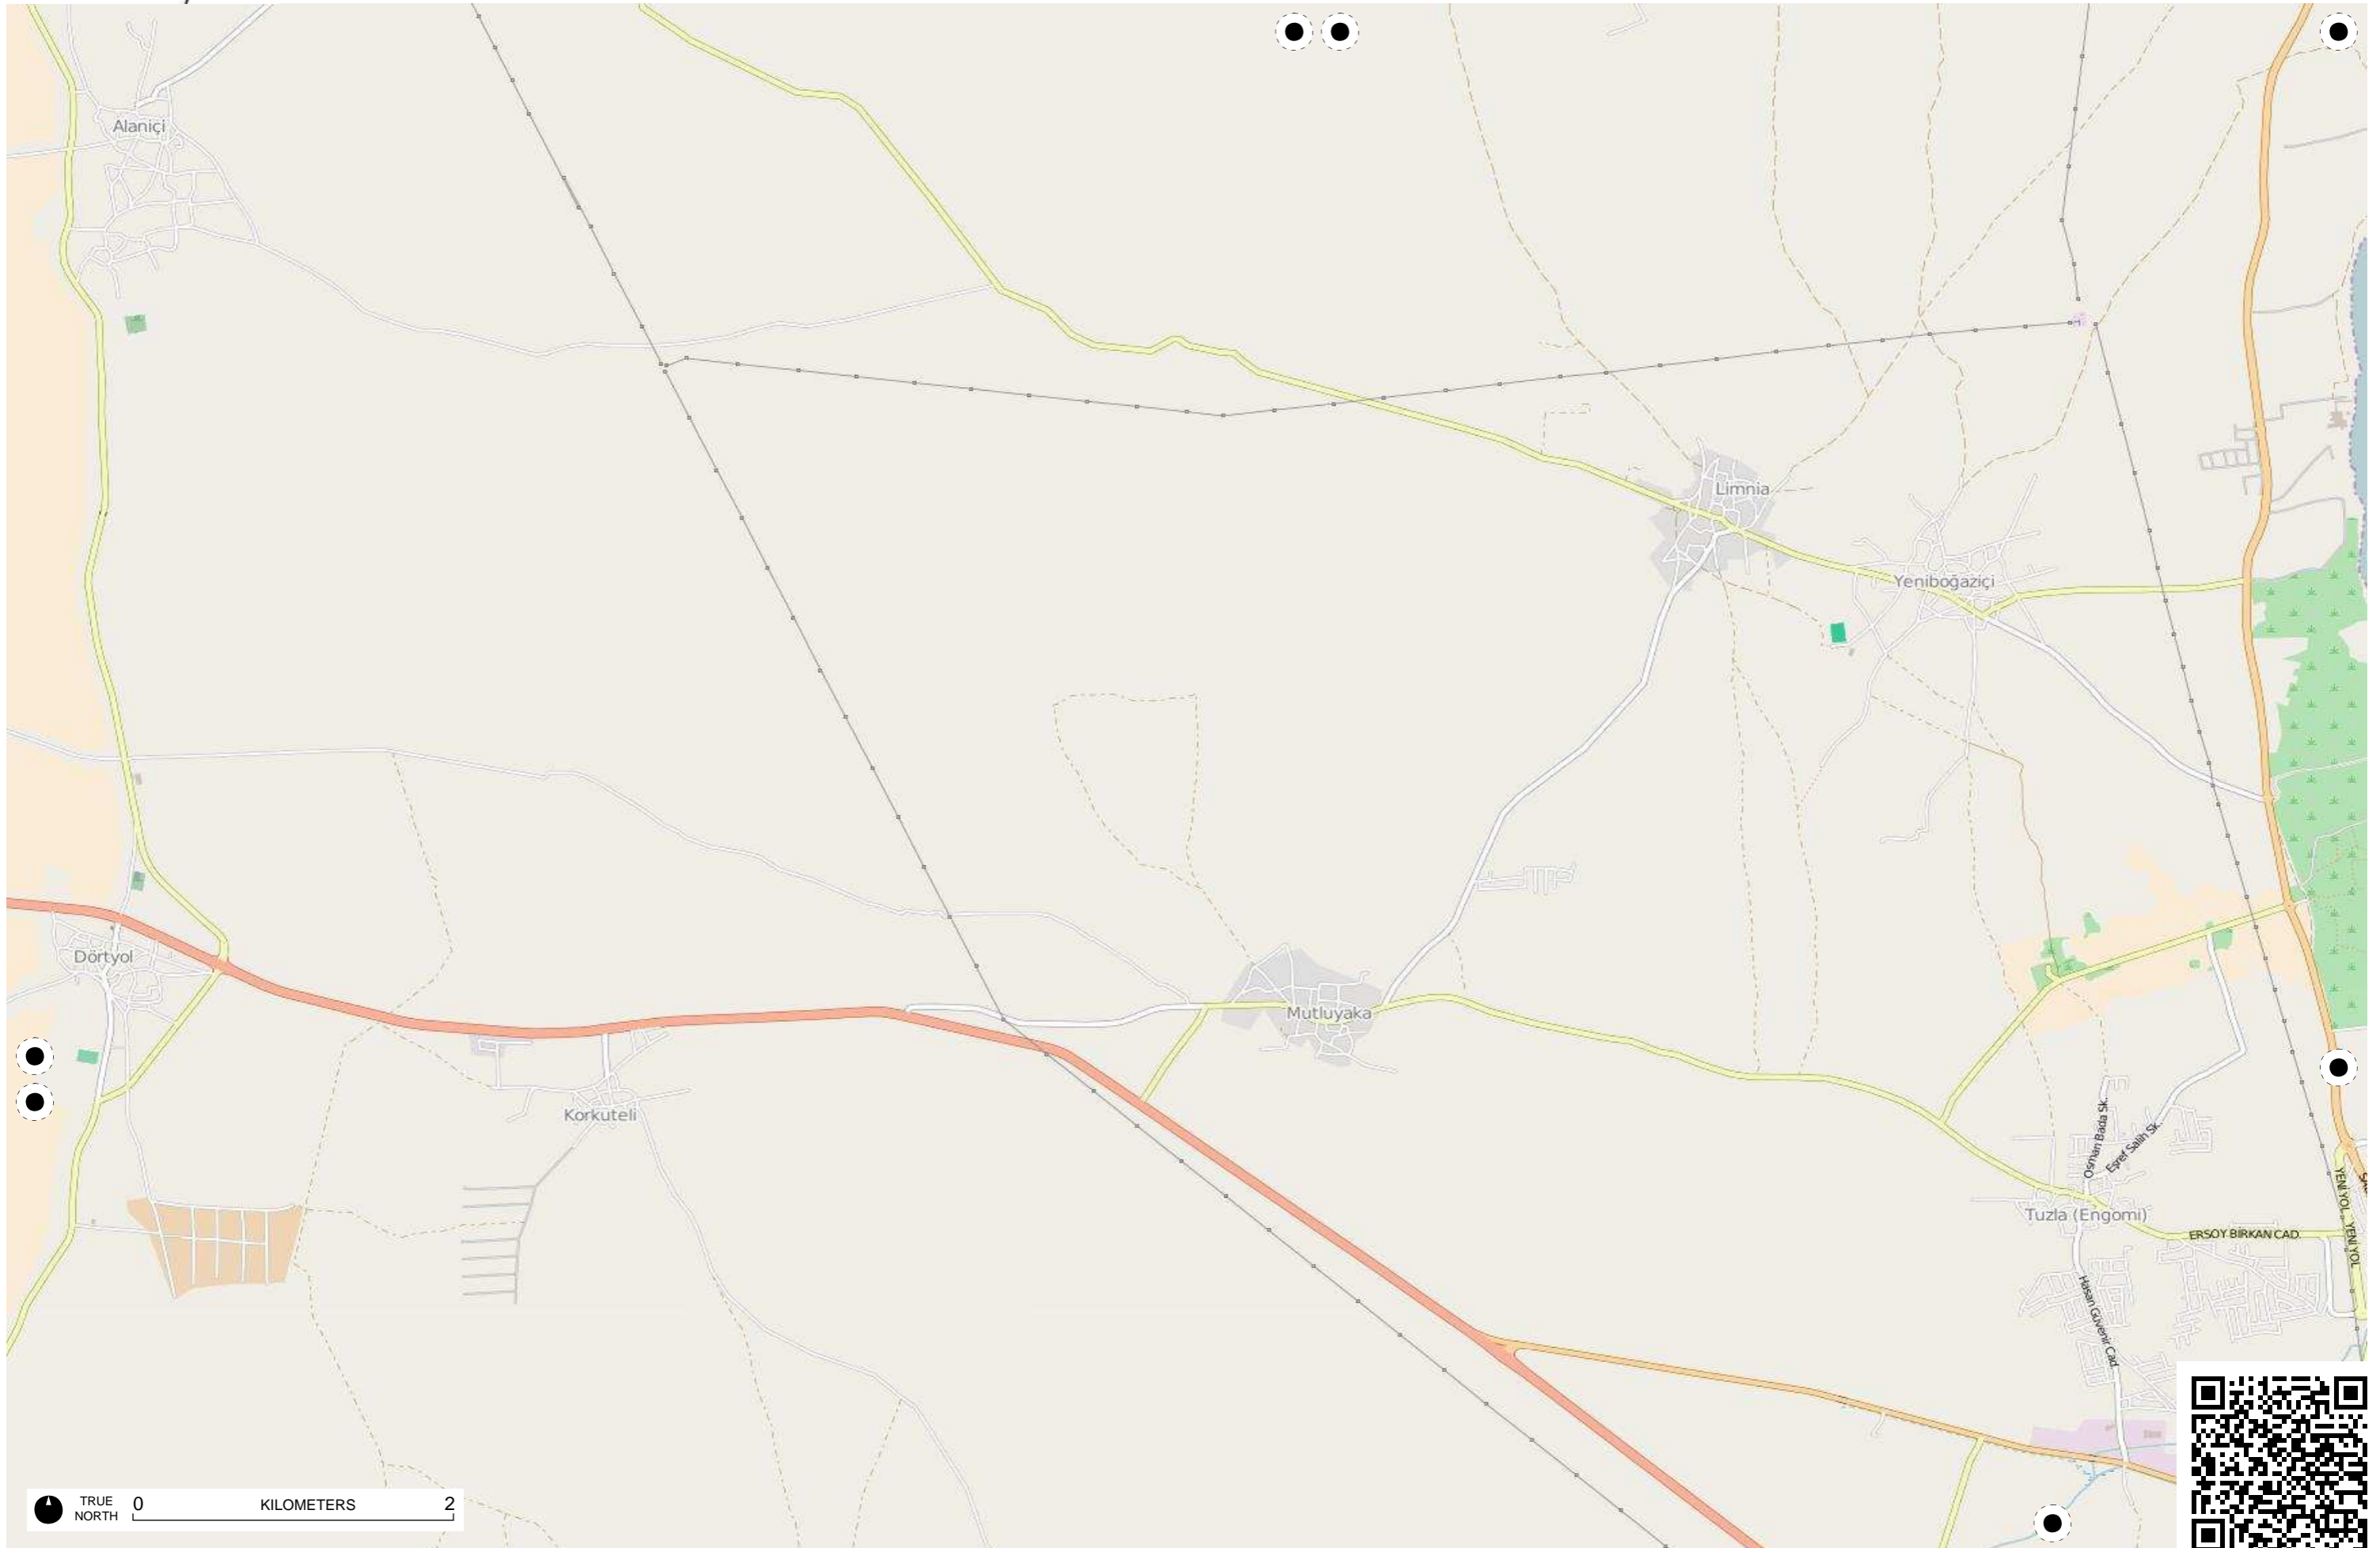 Alaniçi
Limnia
Yeniboğaziçi
Dörtyol
Mutluyaka
Korkuteli
Osman Bada Sk.
Eşref Salih Sk.
YENİ YOL
YENİ YOL
Tuzla (Engomi)
ERSOY BİRKAN CAD.
Hasan Güvenir Cad.
TRUE
NORTH
0 KILOMETERS 2